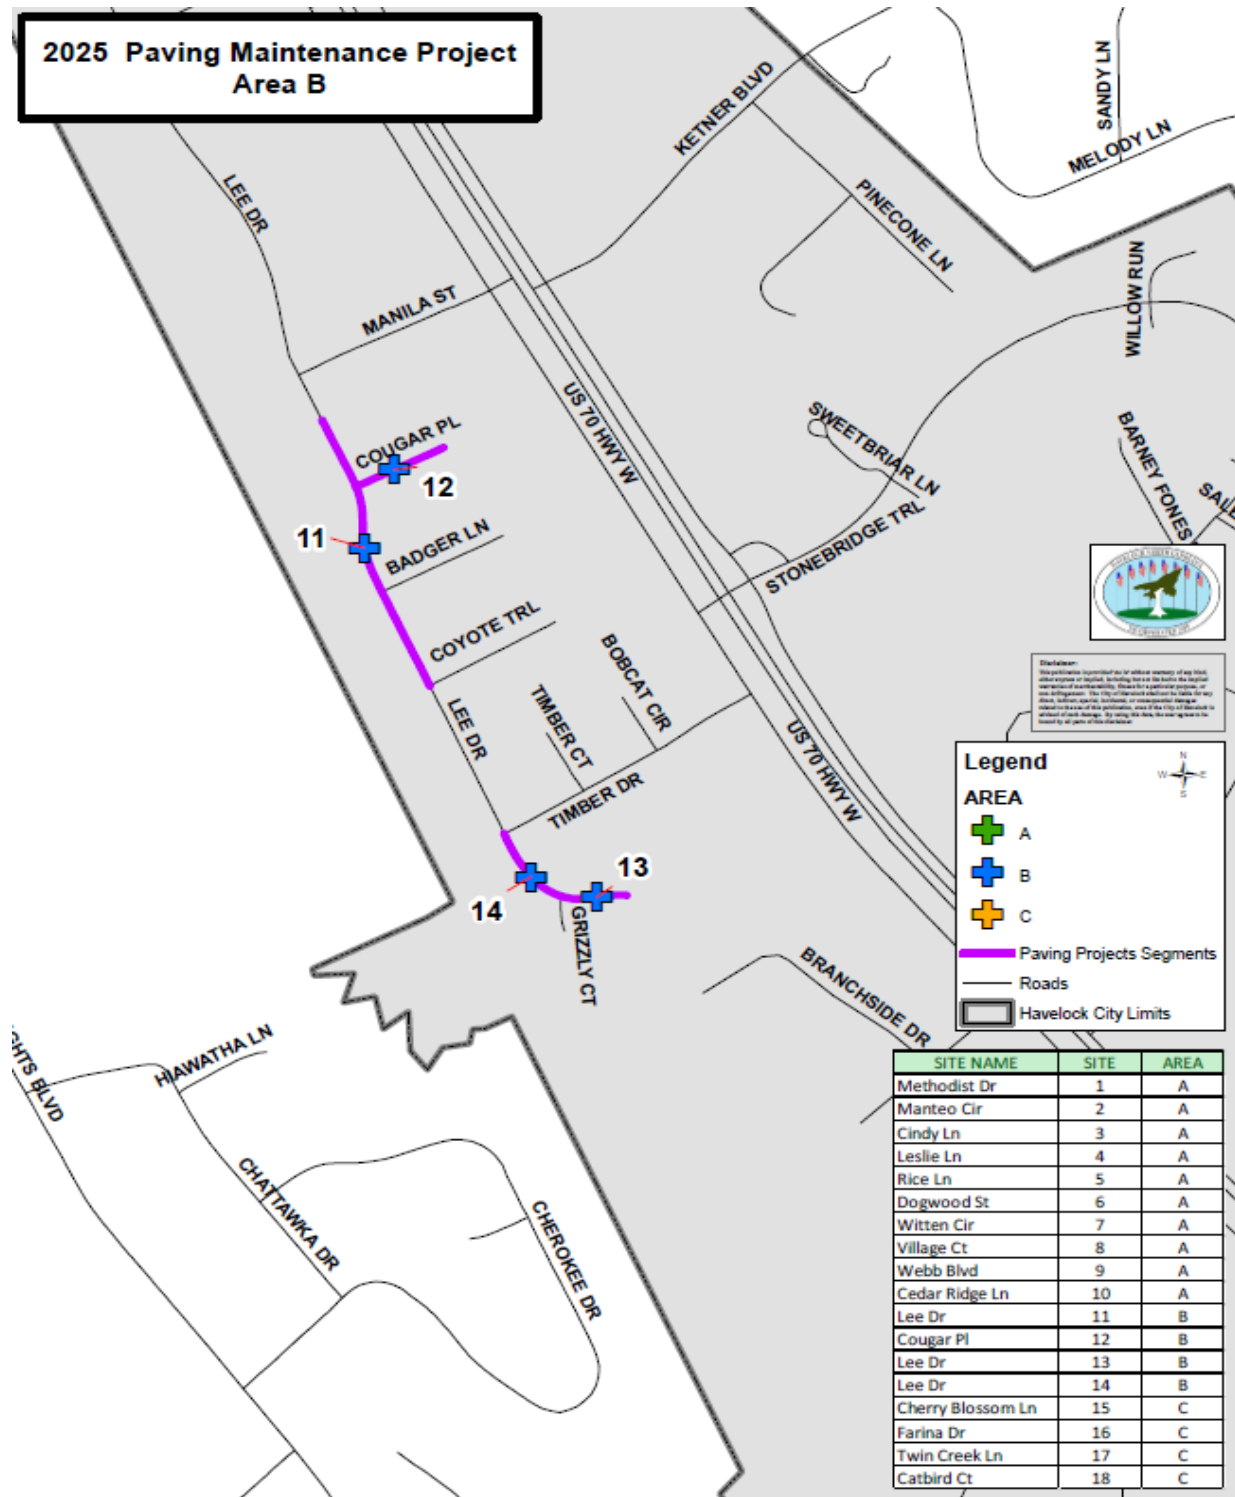 2025 Paving Maintenance Project
Area B
KETNER BLVD
SANDY LN
MELODY LN
LEE DR
PINECONE LN
WILLOW RUN
MANILA ST
US 70 HWY W
SWEETBRIAR LN
BARNEY FONES
COUGAR PL
12
STONEBRIDGE TRL
11
BADGER LN
COYOTE TRL
BOBCAT CIR
TIMBER CT
LEE DR
TIMBER DR
US 70 HWY W
13
14
GRIZZLY CT
BRANCHSIDE DR
HIAWATHA LN
GHTS BLVD
CHATTAWKA DR
CHEROKEE DR
Disclaimer:
Legend
N
W E
S
AREA
A
B
C
Paving Projects Segments
Roads
Havelock City Limits
SITE NAME SITE AREA
Methodist Dr 1 A
Manteo Cir 2 A
Cindy Ln 3 A
Leslie Ln 4 A
Rice Ln 5 A
Dogwood St 6 A
Witten Cir 7 A
Village Ct 8 A
Webb Blvd 9 A
Cedar Ridge Ln 10 A
Lee Dr 11 B
Cougar Pl 12 B
Lee Dr 13 B
Lee Dr 14 B
Cherry Blossom Ln 15 C
Farina Dr 16 C
Twin Creek Ln 17 C
Catbird Ct 18 C